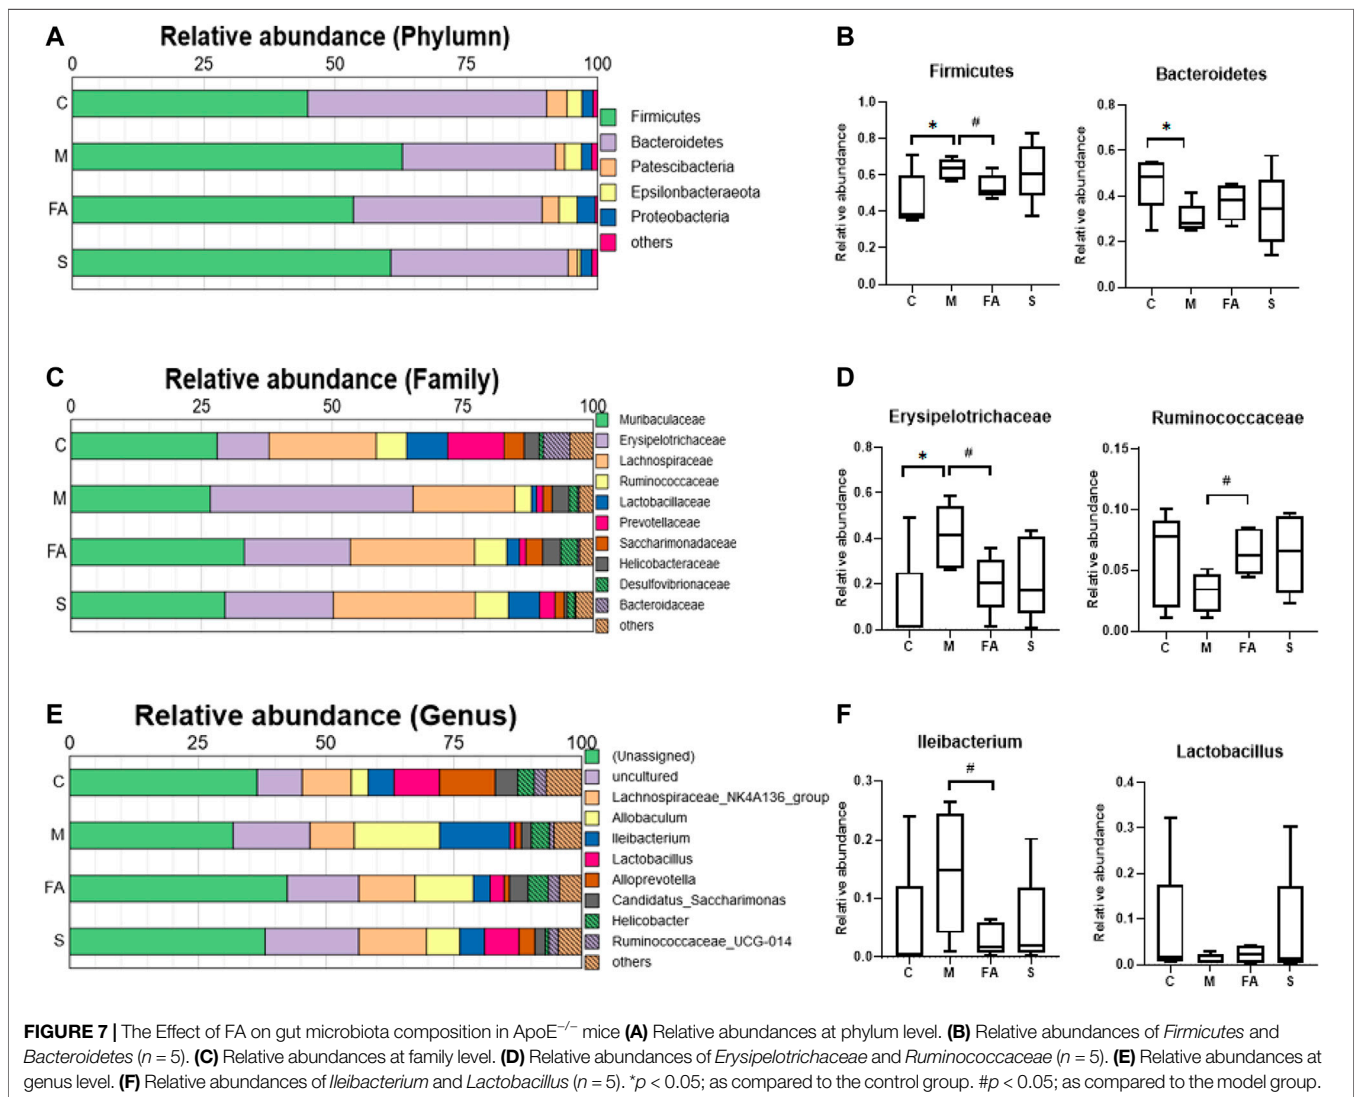 A
Relative abundance (Phylumn)
0 25 50 75 100
C
M
FA
S
Firmicutes
Bacteroidetes
Patescibacteria
Epsilonbacteraeota
Proteobacteria
others
B
Firmicutes
Relative abundance
1.0
0.8
0.6
0.4
0.2
0.0
* #
C M FA S
Bacteroidetes
Relative abundance
0.8
0.6
0.4
0.2
0.0
*
C M FA S
C
Relative abundance (Family)
0 25 50 75 100
C
M
FA
S
Muribaculaceae
Erysipelotrichaceae
Lachnospiraceae
Ruminococcaceae
Lactobacillaceae
Prevotellaceae
Saccharimonadaceae
Helicobacteraceae
Desulfovibrionaceae
Bacteroidaceae
others
D
Erysipelotrichaceae
Relative abundance
0.8
0.6
0.4
0.2
0.0
* #
C M FA S
Ruminococcaceae
Relative abundance
0.15
0.10
0.05
0.00
#
C M FA S
E
Relative abundance (Genus)
0 25 50 75 100
C
M
FA
S
(Unassigned)
uncultured
Lachnospiraceae_NK4A136_group
Allobaculum
Ileibacterium
Lactobacillus
Alloprevotella
Candidatus_Saccharimonas
Helicobacter
Ruminococcaceae_UCG-014
others
F
Ileibacterium
Relative abundance
0.3
0.2
0.1
0.0
#
C M FA S
Lactobacillus
Relative abundance
0.4
0.3
0.2
0.1
0.0
C M FA S
FIGURE 7 | The Effect of FA on gut microbiota composition in ApoE−/− mice (A) Relative abundances at phylum level. (B) Relative abundances of Firmicutes and
Bacteroidetes (n = 5). (C) Relative abundances at family level. (D) Relative abundances of Erysipelotrichaceae and Ruminococcaceae (n = 5). (E) Relative abundances at
genus level. (F) Relative abundances of Ileibacterium and Lactobacillus (n = 5). *p < 0.05; as compared to the control group. #p < 0.05; as compared to the model group.